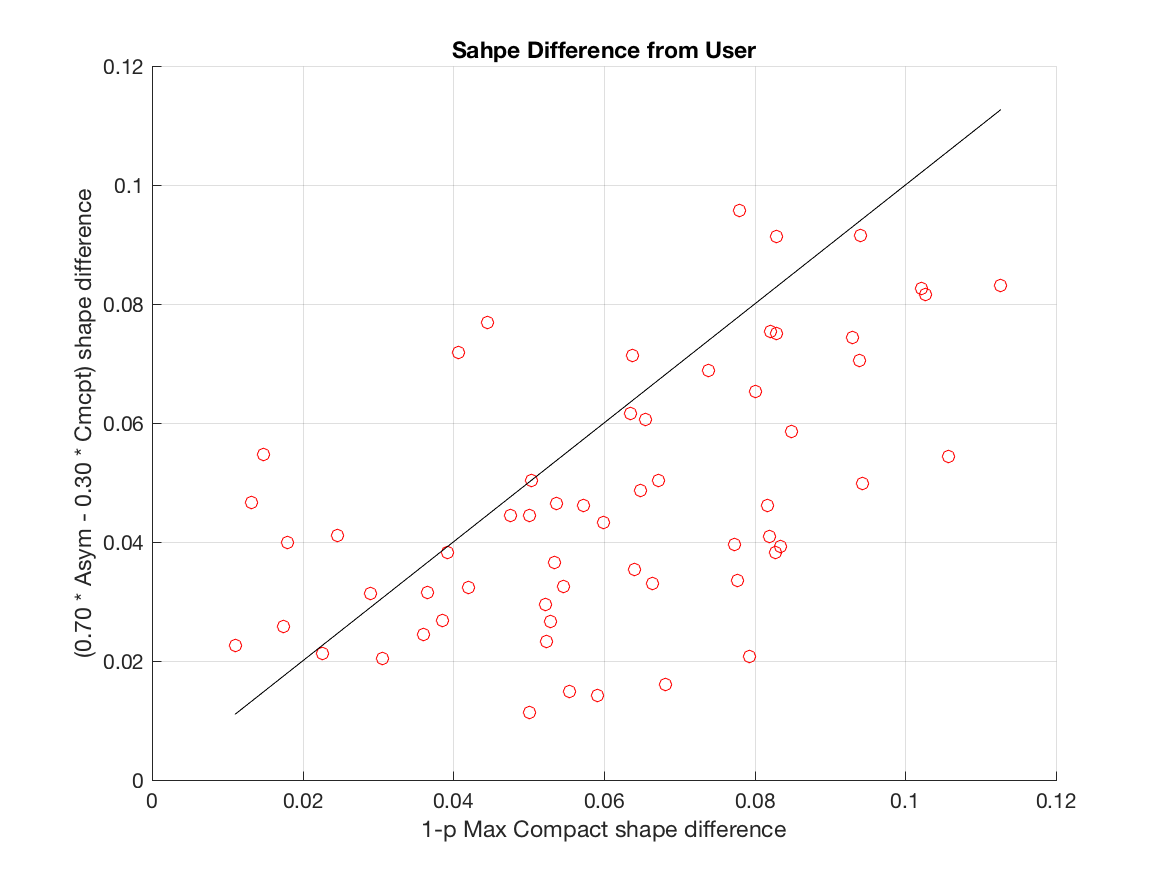 Sahpe Difference from User
0.12
0.1
0.08
0.06
0.04
0.02
0
(0.70 * Asym - 0.30 * Cmcpt) shape difference
0 0.02 0.04 0.06 0.08 0.1 0.12
1-p Max Compact shape difference